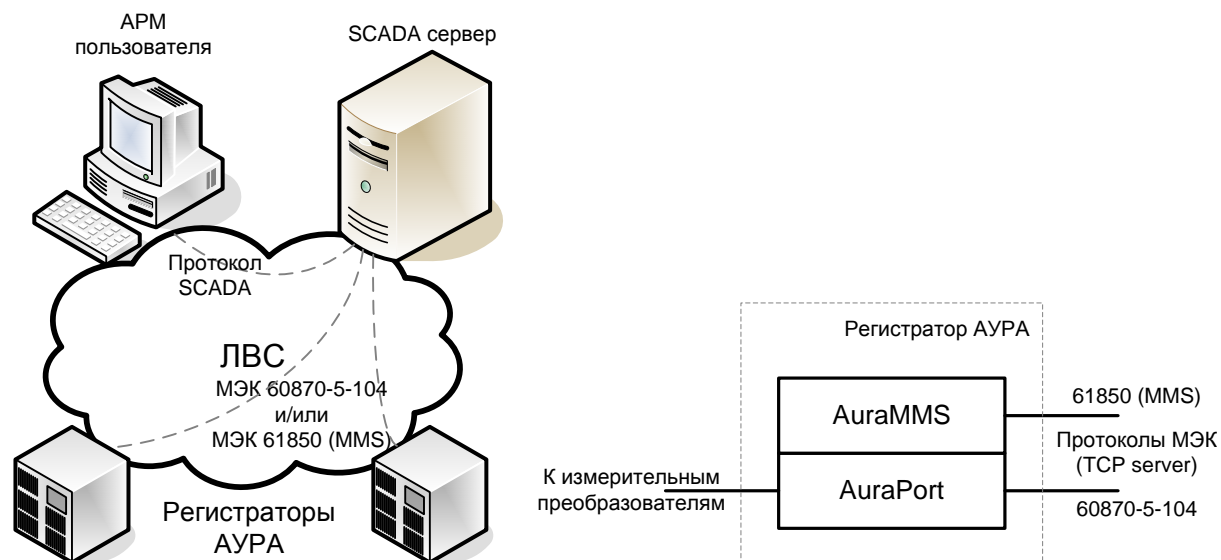 АРМ
пользователя
SCADA сервер
Протокол
SCADA
ЛВС
МЭК 60870-5-104
и/или
МЭК 61850 (MMS)
Регистраторы
АУРА
Регистратор АУРА
AuraMMS
AuraPort
61850 (MMS)
Протоколы МЭК
(TCP server)
60870-5-104
К измерительным
преобразователям